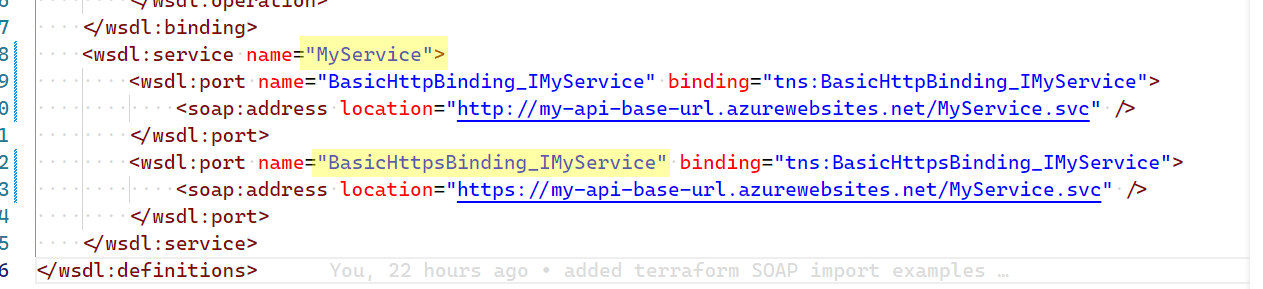 6 </wsdl:operation>
7 </wsdl:binding>
8 <wsdl:service name="MyService">
9 <wsdl:port name="BasicHttpBinding_IMyService" binding="tns:BasicHttpBinding_IMyService">
0 <soap:address location="http://my-api-base-url.azurewebsites.net/MyService.svc" />
1 </wsdl:port>
2 <wsdl:port name="BasicHttpsBinding_IMyService" binding="tns:BasicHttpsBinding_IMyService">
3 <soap:address location="https://my-api-base-url.azurewebsites.net/MyService.svc" />
4 </wsdl:port>
5 </wsdl:service>
6 </wsdl:definitions> You, 22 hours ago • added terraform SOAP import examples …